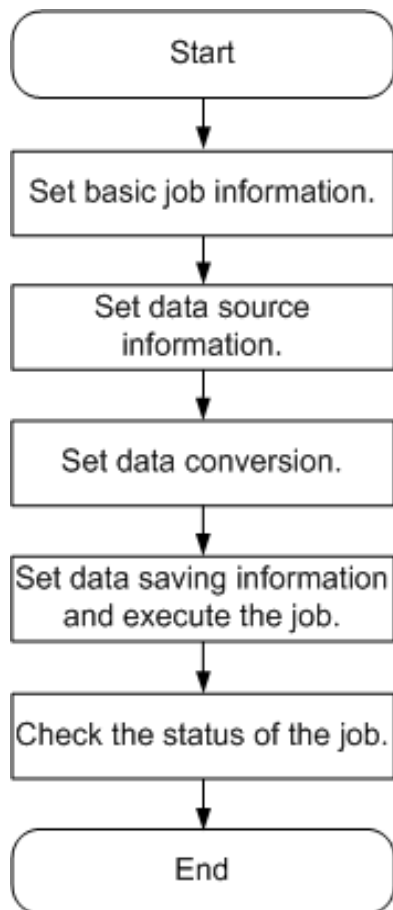 Start
Set basic job information.
Set data source
information.
Set data conversion.
Set data saving information
and execute the job.
Check the status of the job.
End